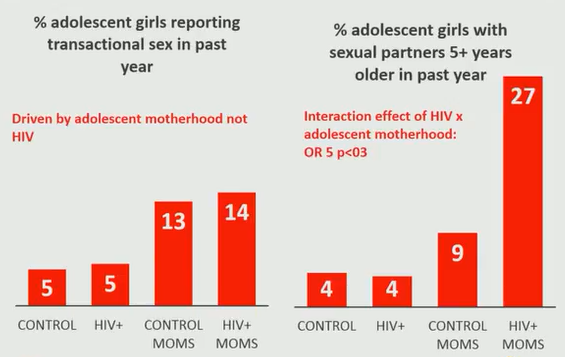 % adolescent girls reporting
transactional sex in past
year
Driven by adolescent motherhood not
HIV
5
5
13
14
CONTROL
HIV+
CONTROL
MOMS
HIV+
MOMS
% adolescent girls with
sexual partners 5+ years
older in past year
Interaction effect of HIV x
adolescent motherhood:
OR 5 p<03
4
4
9
27
CONTROL
HIV+
CONTROL
MOMS
HIV+
MOMS